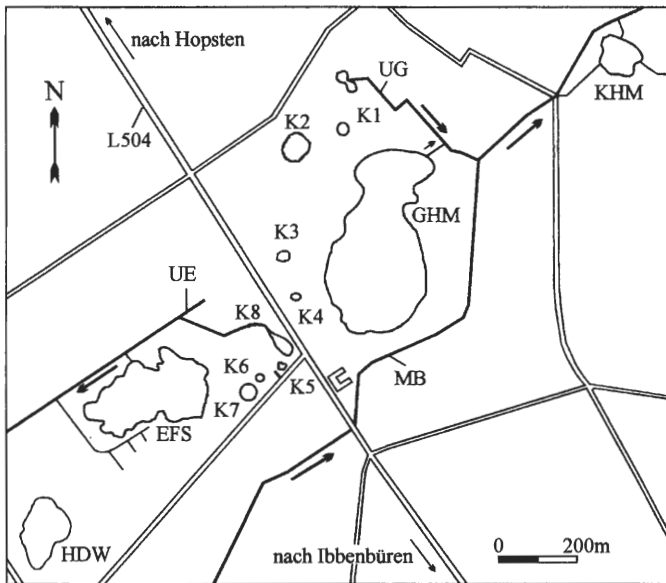 nach Hopsten
KHM
UG
N
K1
K2
L504
GHM
K3
UE
K8
K4
K6
K5
MB
K7
EFS
HDW
nach Ibbenbüren
0 200m